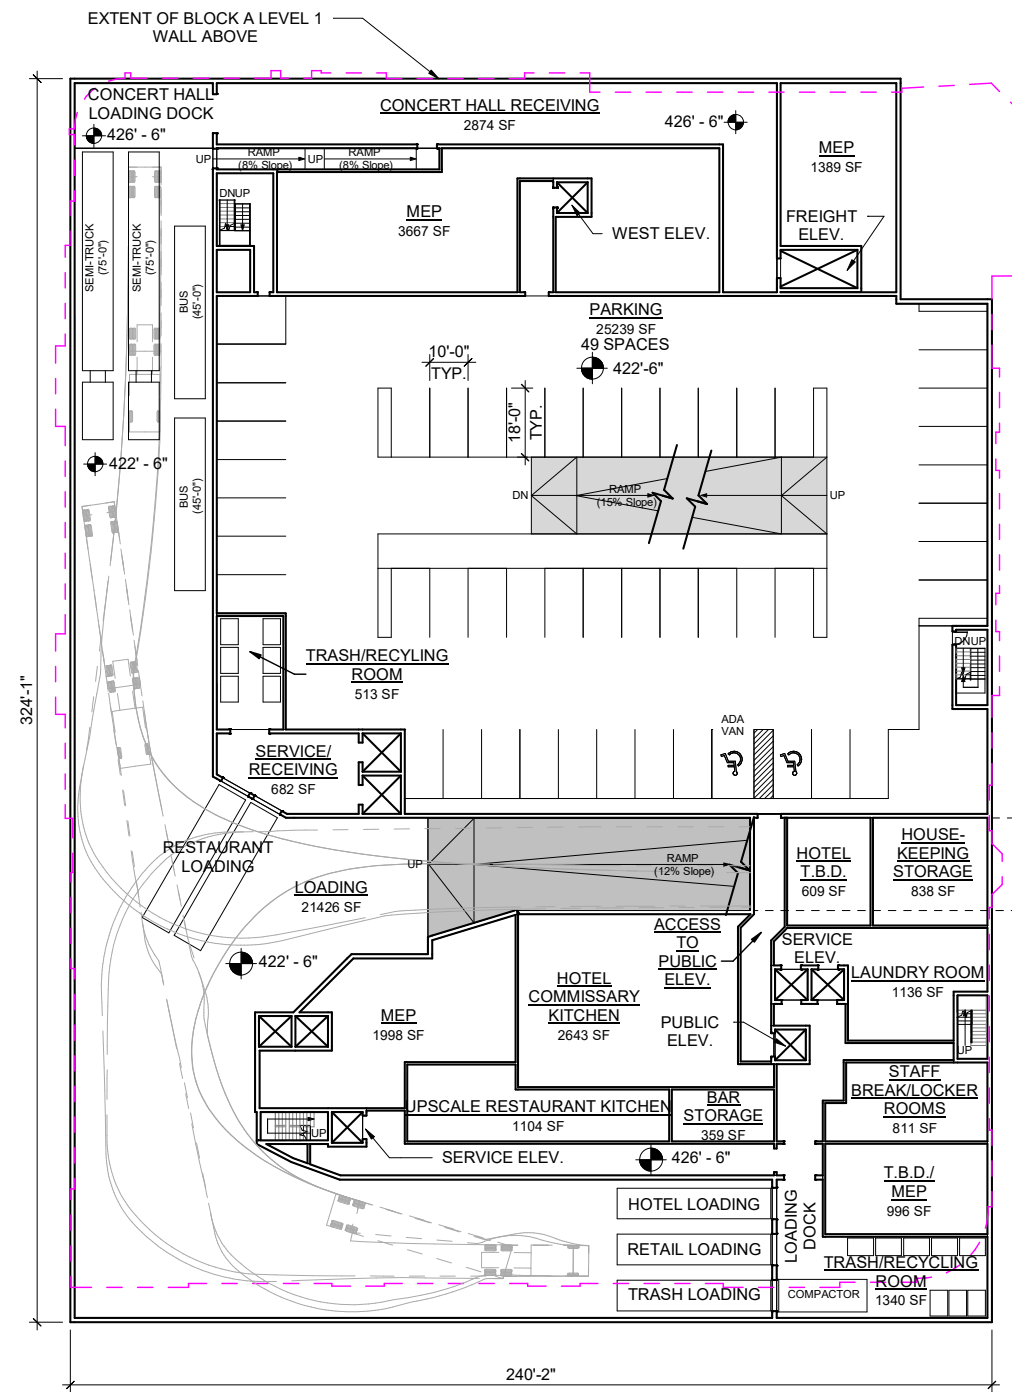 EXTENT OF BLOCK A LEVEL 1
WALL ABOVE
CONCERT HALL
LOADING DOCK
426' - 6"
CONCERT HALL RECEIVING
2874 SF
426' - 6"
MEP
1389 SF
UP
RAMP
(8% Slope)
UP
RAMP
(8% Slope)
DNUP
MEP
3667 SF
WEST ELEV.
FREIGHT
ELEV.
SEMI-TRUCK
(75'-0")
SEMI-TRUCK
(75'-0")
BUS
(45'-0")
PARKING
25239 SF
49 SPACES
422'-6"
10'-0"
TYP.
18'-0"
TYP.
422' - 6"
BUS
(45'-0")
DN
RAMP
(15% Slope)
UP
TRASH/RECYLING
ROOM
513 SF
DNUP
324'-1"
ADA
VAN
SERVICE/
RECEIVING
682 SF
RESTAURANT
LOADING
UP
RAMP
(12% Slope)
LOADING
21426 SF
HOTEL
T.B.D.
609 SF
HOUSE-
KEEPING
STORAGE
838 SF
422' - 6"
ACCESS
TO
PUBLIC
ELEV.
SERVICE
ELEV.
LAUNDRY ROOM
1136 SF
HOTEL
COMMISSARY
KITCHEN
2643 SF
MEP
1998 SF
PUBLIC
ELEV.
UP
STAFF
BREAK/LOCKER
ROOMS
811 SF
UPSCALE RESTAURANT KITCHEN
1104 SF
BAR
STORAGE
359 SF
UP
SERVICE ELEV.
426' - 6"
T.B.D./
MEP
996 SF
HOTEL LOADING
LOADING
DOCK
RETAIL LOADING
TRASH/RECYCLING
ROOM
1340 SF
TRASH LOADING
COMPACTOR
240'-2"